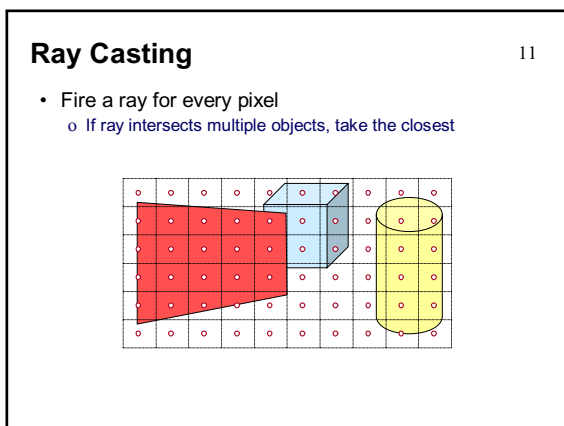 Ray Casting
11
• Fire a ray for every pixel
o If ray intersects multiple objects, take the closest